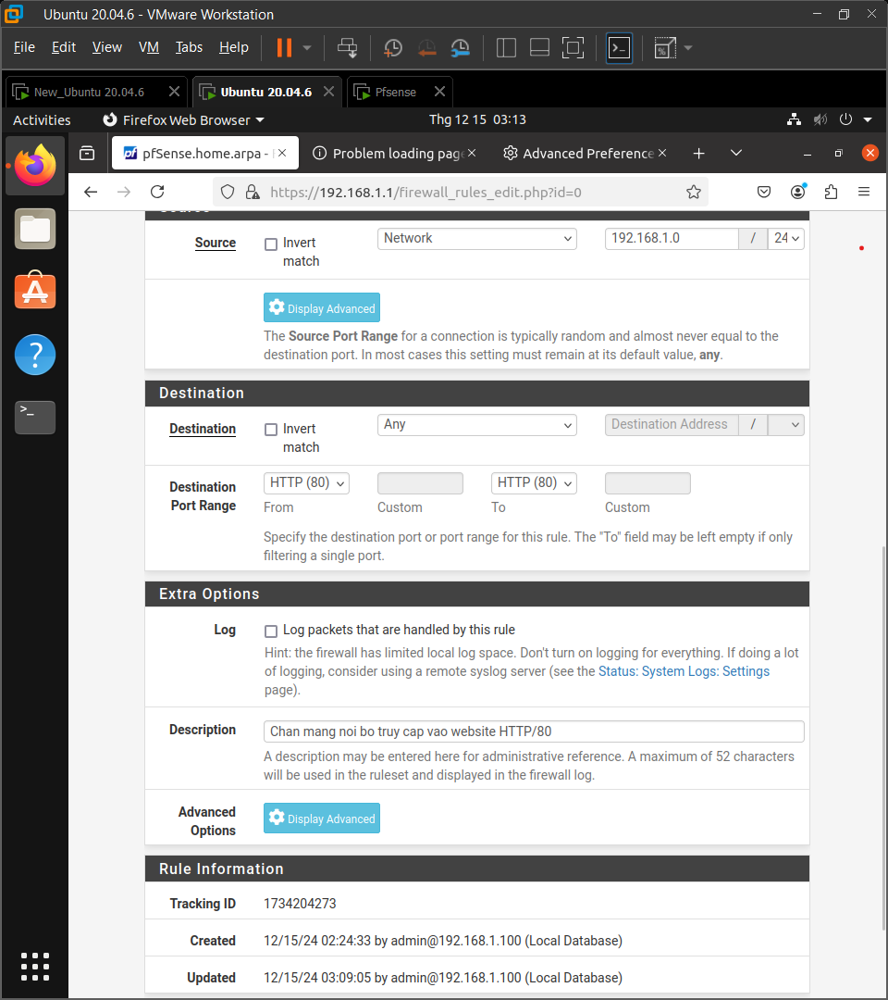 Ubuntu 20.04.6 - VMware Workstation
File Edit View VM Tabs Help
New_Ubuntu 20.04.6
Ubuntu 20.04.6
Pfsense
Activities
Firefox Web Browser
Thg 12 15 03:13
pfSense.home.arpa -
Problem loading page
Advanced Preference
https://192.168.1.1/firewall_rules_edit.php?id=0
Source
Source
Invert match
Network
192.168.1.0 / 24
Display Advanced
The Source Port Range for a connection is typically random and almost never equal to the
destination port. In most cases this setting must remain at its default value, any.
Destination
Destination
Invert match
Any
Destination Address /
Destination Port Range
HTTP (80)
HTTP (80)
From
Custom
To
Custom
Specify the destination port or port range for this rule. The "To" field may be left empty if only
filtering a single port.
Extra Options
Log
Log packets that are handled by this rule
Hint: the firewall has limited local log space. Don't turn on logging for everything. If doing a lot
of logging, consider using a remote syslog server (see the Status: System Logs: Settings
page).
Description
Chan mang noi bo truy cap vao website HTTP/80
A description may be entered here for administrative reference. A maximum of 52 characters
will be used in the ruleset and displayed in the firewall log.
Advanced Options
Display Advanced
Rule Information
Tracking ID 1734204273
Created 12/15/24 02:24:33 by admin@192.168.1.100 (Local Database)
Updated 12/15/24 03:09:05 by admin@192.168.1.100 (Local Database)